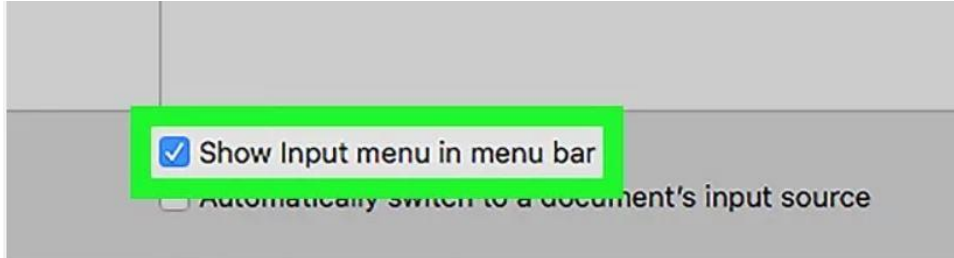 Show Input menu in menu bar
Automatically switch to a document's input source